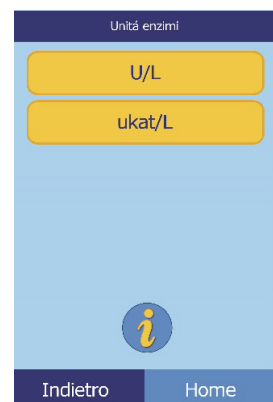 Unitá enzimi
U/L
ukat/L
i
Indietro
Home